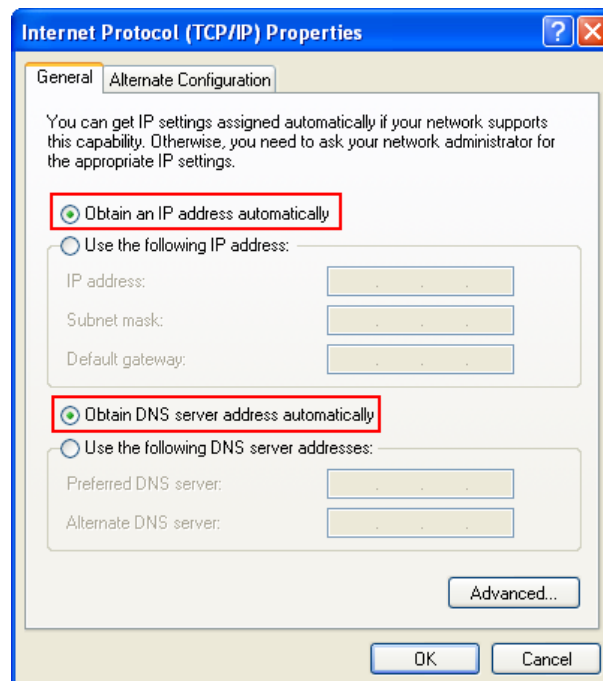 Internet Protocol (TCP/IP) Properties
General
Alternate Configuration
You can get IP settings assigned automatically if your network supports
this capability. Otherwise, you need to ask your network administrator for
the appropriate IP settings.
Obtain an IP address automatically
Use the following IP address:
IP address:
Subnet mask:
Default gateway:
Obtain DNS server address automatically
Use the following DNS server addresses:
Preferred DNS server:
Alternate DNS server:
Advanced...
OK
Cancel